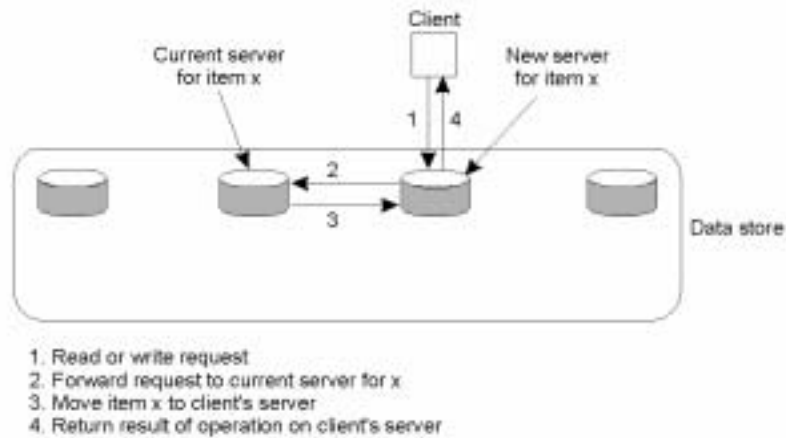 Client
Current server
for item x
New server
for item x
1
4
2
3
Data store
1. Read or write request
2. Forward request to current server for x
3. Move item x to client's server
4. Return result of operation on client's server